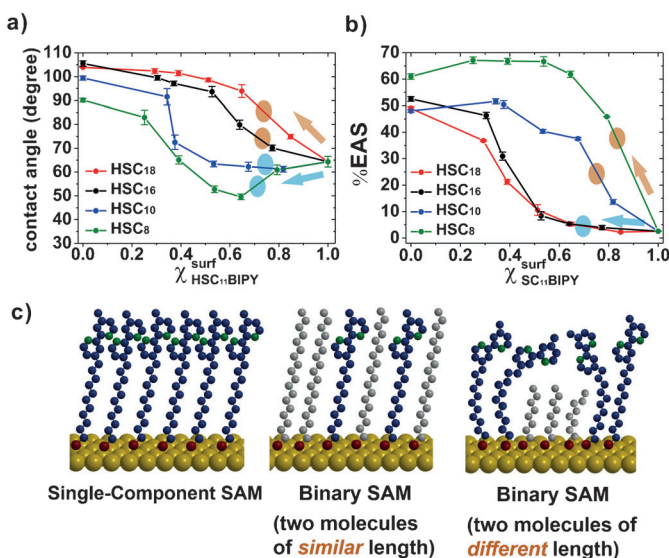 a)
contact angle (degree)
110
100
90
80
70
60
50
40
30
HSC₁₈
HSC₁₆
HSC₁₀
HSC₈
0.0 0.2 0.4 0.6 0.8 1.0
χ surf HSC₁₁BIPY
b)
%EAS
70
60
50
40
30
20
10
0
HSC₁₈
HSC₁₆
HSC₁₀
HSC₈
0.0 0.2 0.4 0.6 0.8 1.0
χ surf SC₁₁BIPY
c)
Single-Component SAM
Binary SAM
(two molecules
of similar length)
Binary SAM
(two molecules of
different length)